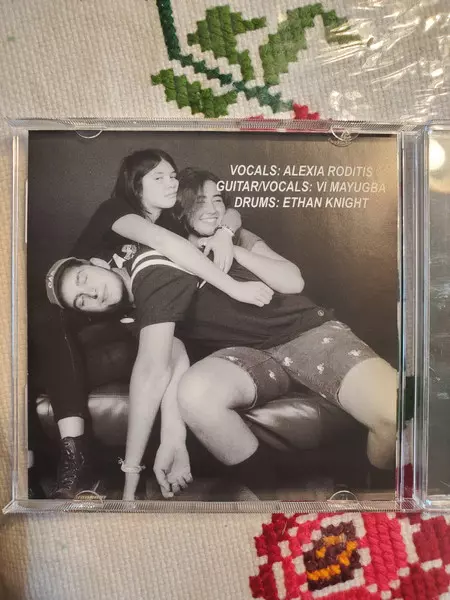 VOCALS: ALEXIA RODITIS
GUITAR/VOCALS: VI MAYUGBA
DRUMS: ETHAN KNIGHT